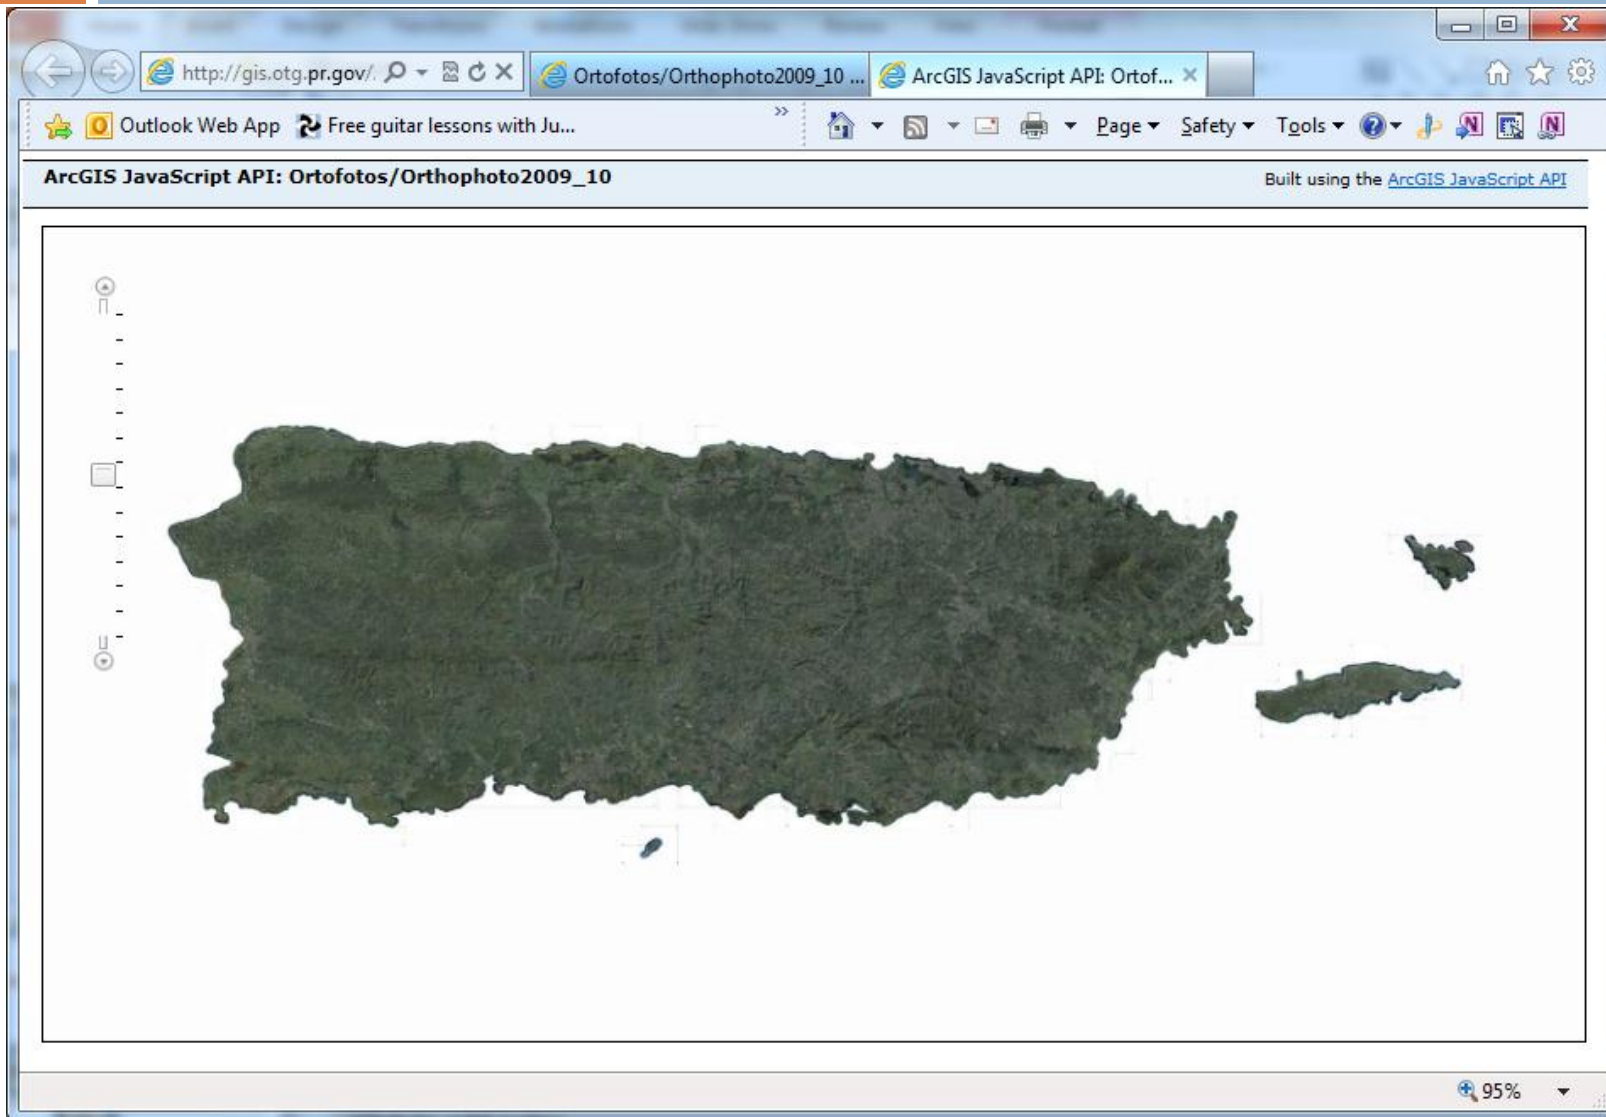 http://gis.otg.pr.gov/.
Ortofotos/Orthophoto2009_10 ...
ArcGIS JavaScript API: Ortof...
Outlook Web App
Free guitar lessons with Ju...
Page
Safety
Tools
ArcGIS JavaScript API: Ortofotos/Orthophoto2009_10
Built using the ArcGIS JavaScript API
95%